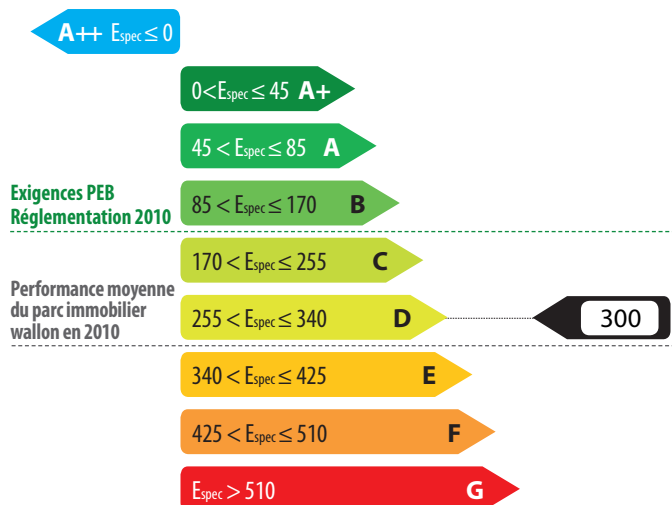 A++ Espec ≤ 0
0<Espec ≤ 45 A+
45 < Espec ≤ 85 A
Exigences PEB
Réglementation 2010
85 < Espec ≤ 170 B
170 < Espec ≤ 255 C
Performance moyenne
du parc immobilier
wallon en 2010
255 < Espec ≤ 340 D
300
340 < Espec ≤ 425 E
425 < Espec ≤ 510 F
Espec > 510 G